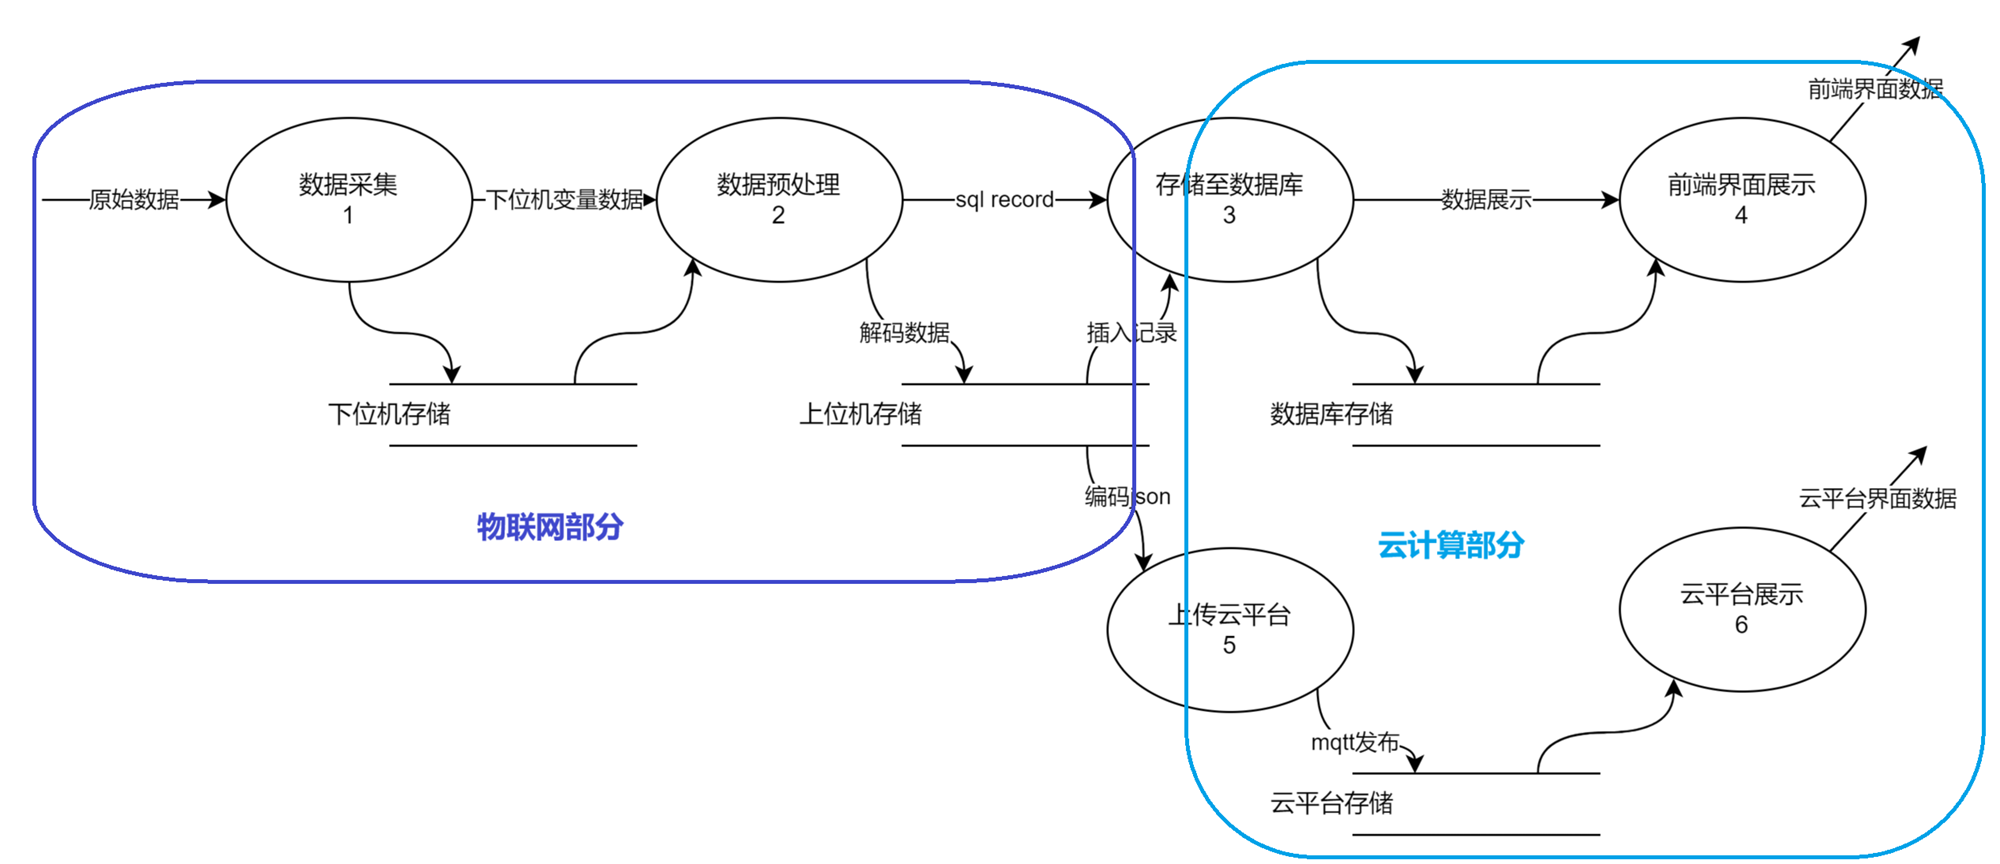 前端界面数据
原始数据
数据采集
1
下位机变量数据
数据预处理
2
sql record
存储至数据库
3
数据展示
前端界面展示
4
解码数据
插入记录
下位机存储
上位机存储
数据库存储
编码json
物联网部分
云计算部分
云平台界面数据
上传云平台
5
云平台展示
6
mqtt发布
云平台存储